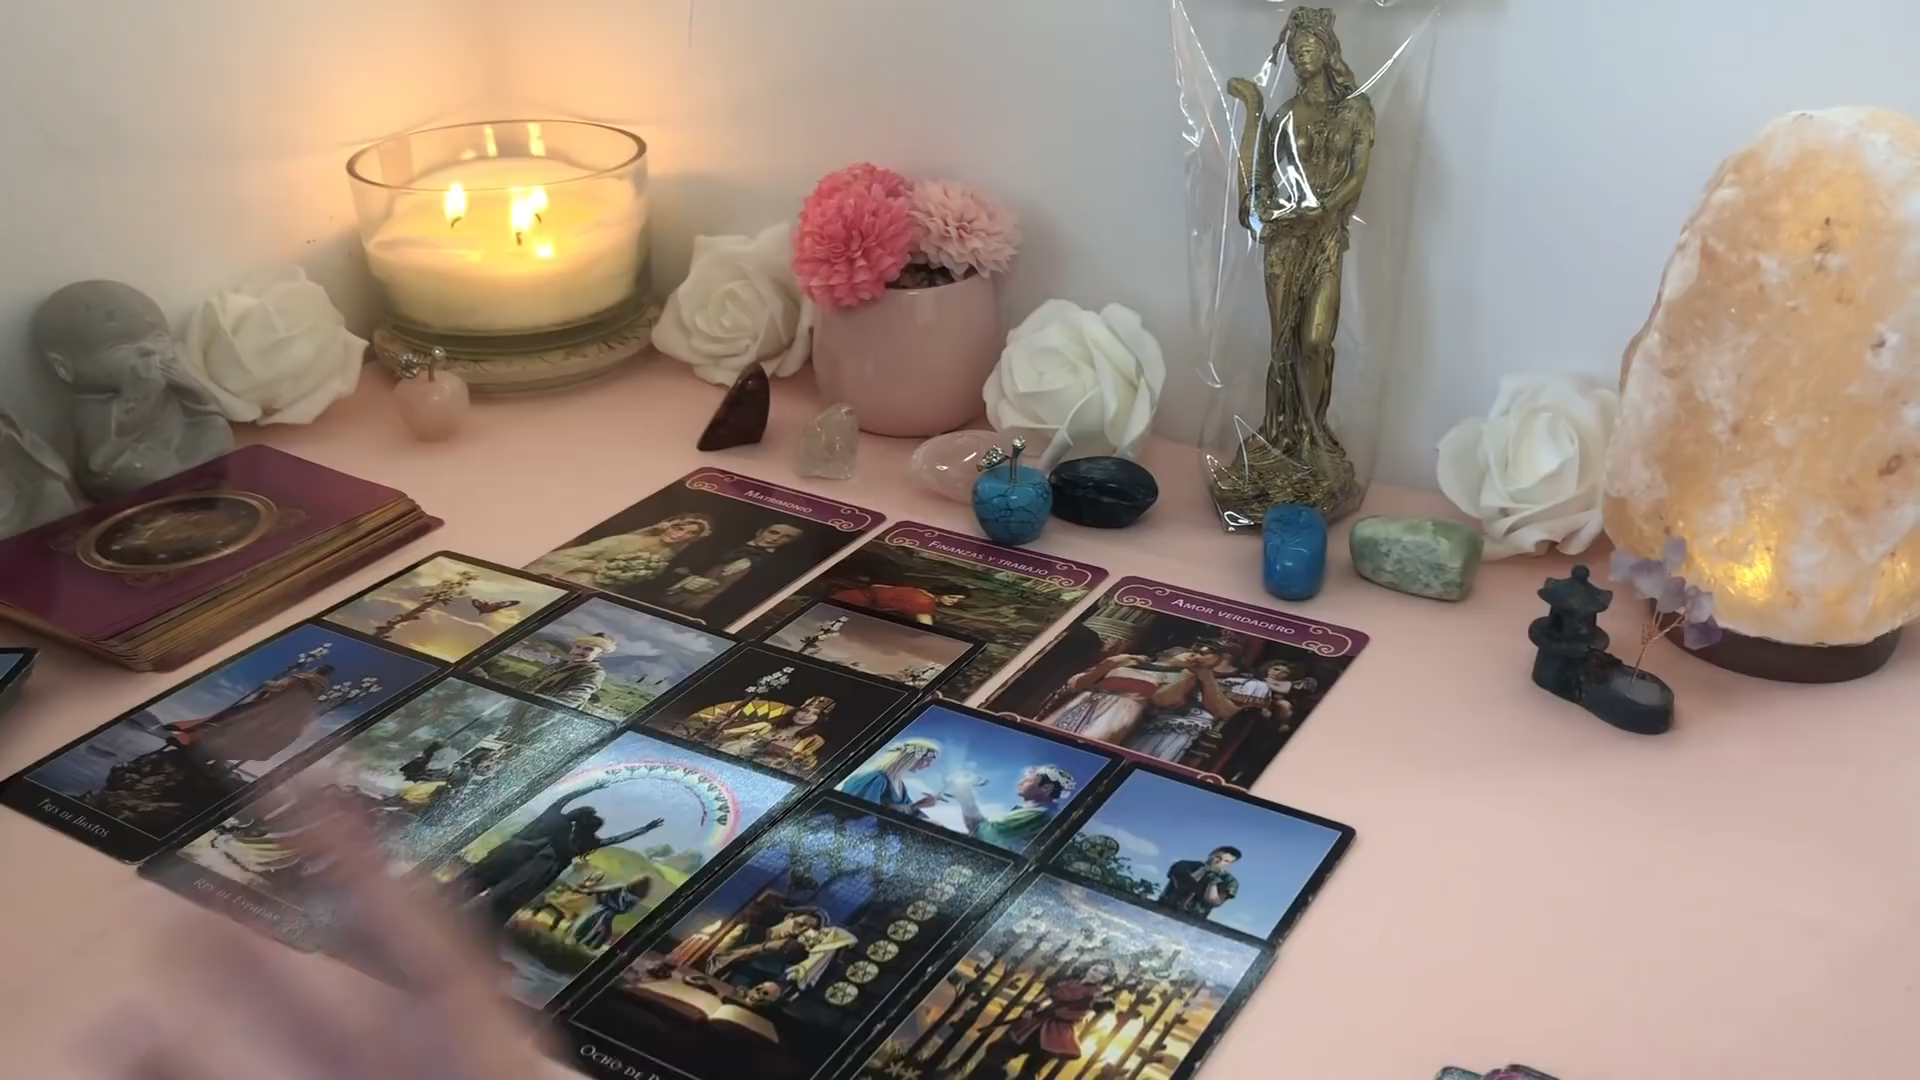 MATRIMONIO
FINANZAS Y TRABAJO
AMOR VERDADERO
TRES DE BASTOS
REY DE ESPADAS
OCHO DE